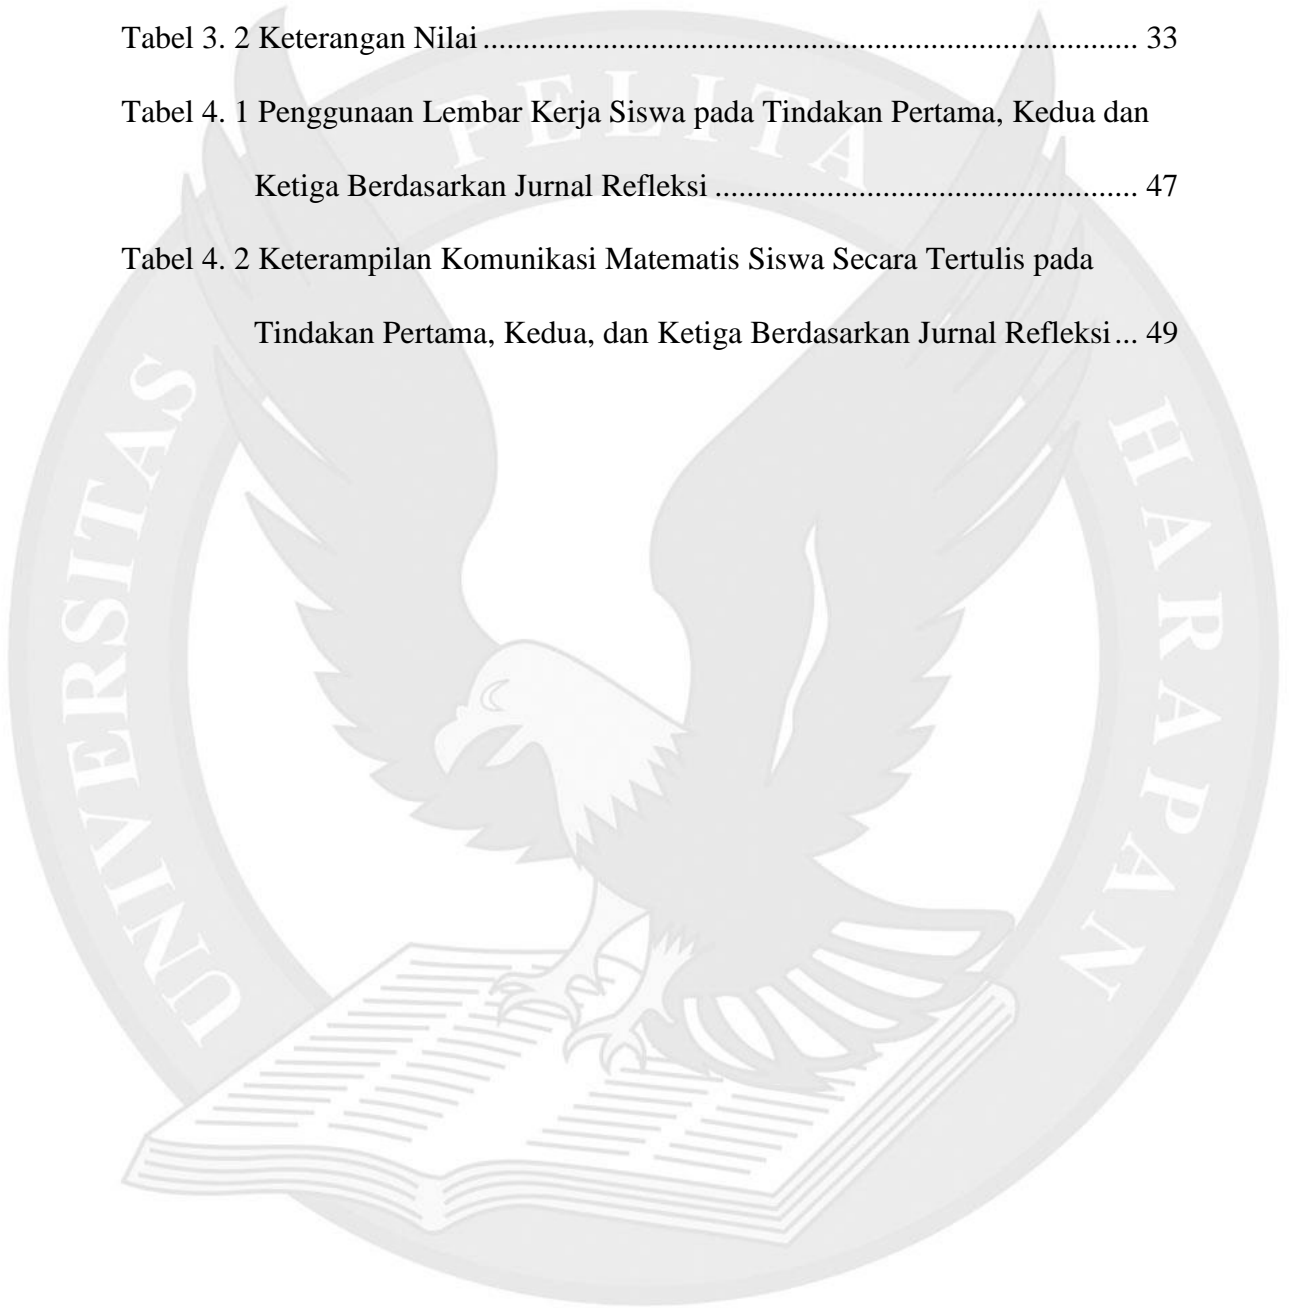 Tabel 3. 2 Keterangan Nilai .................................................................................. 33
Tabel 4. 1 Penggunaan Lembar Kerja Siswa pada Tindakan Pertama, Kedua dan
Ketiga Berdasarkan Jurnal Refleksi ..................................................... 47
Tabel 4. 2 Keterampilan Komunikasi Matematis Siswa Secara Tertulis pada
Tindakan Pertama, Kedua, dan Ketiga Berdasarkan Jurnal Refleksi ... 49
UNIVERSITAS PELITA HARAPAN